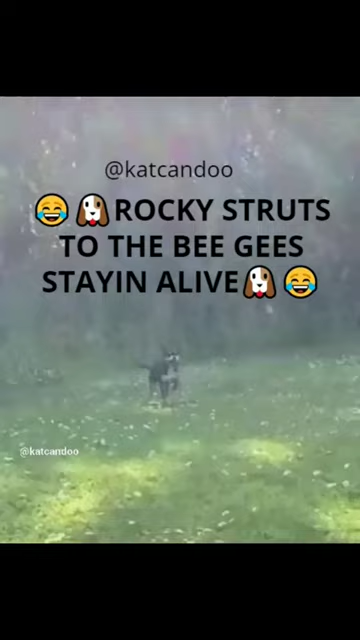 @katcandoo
😂🐶ROCKY STRUTS
TO THE BEE GEES
STAYIN ALIVE🐶😂
@katcandoo